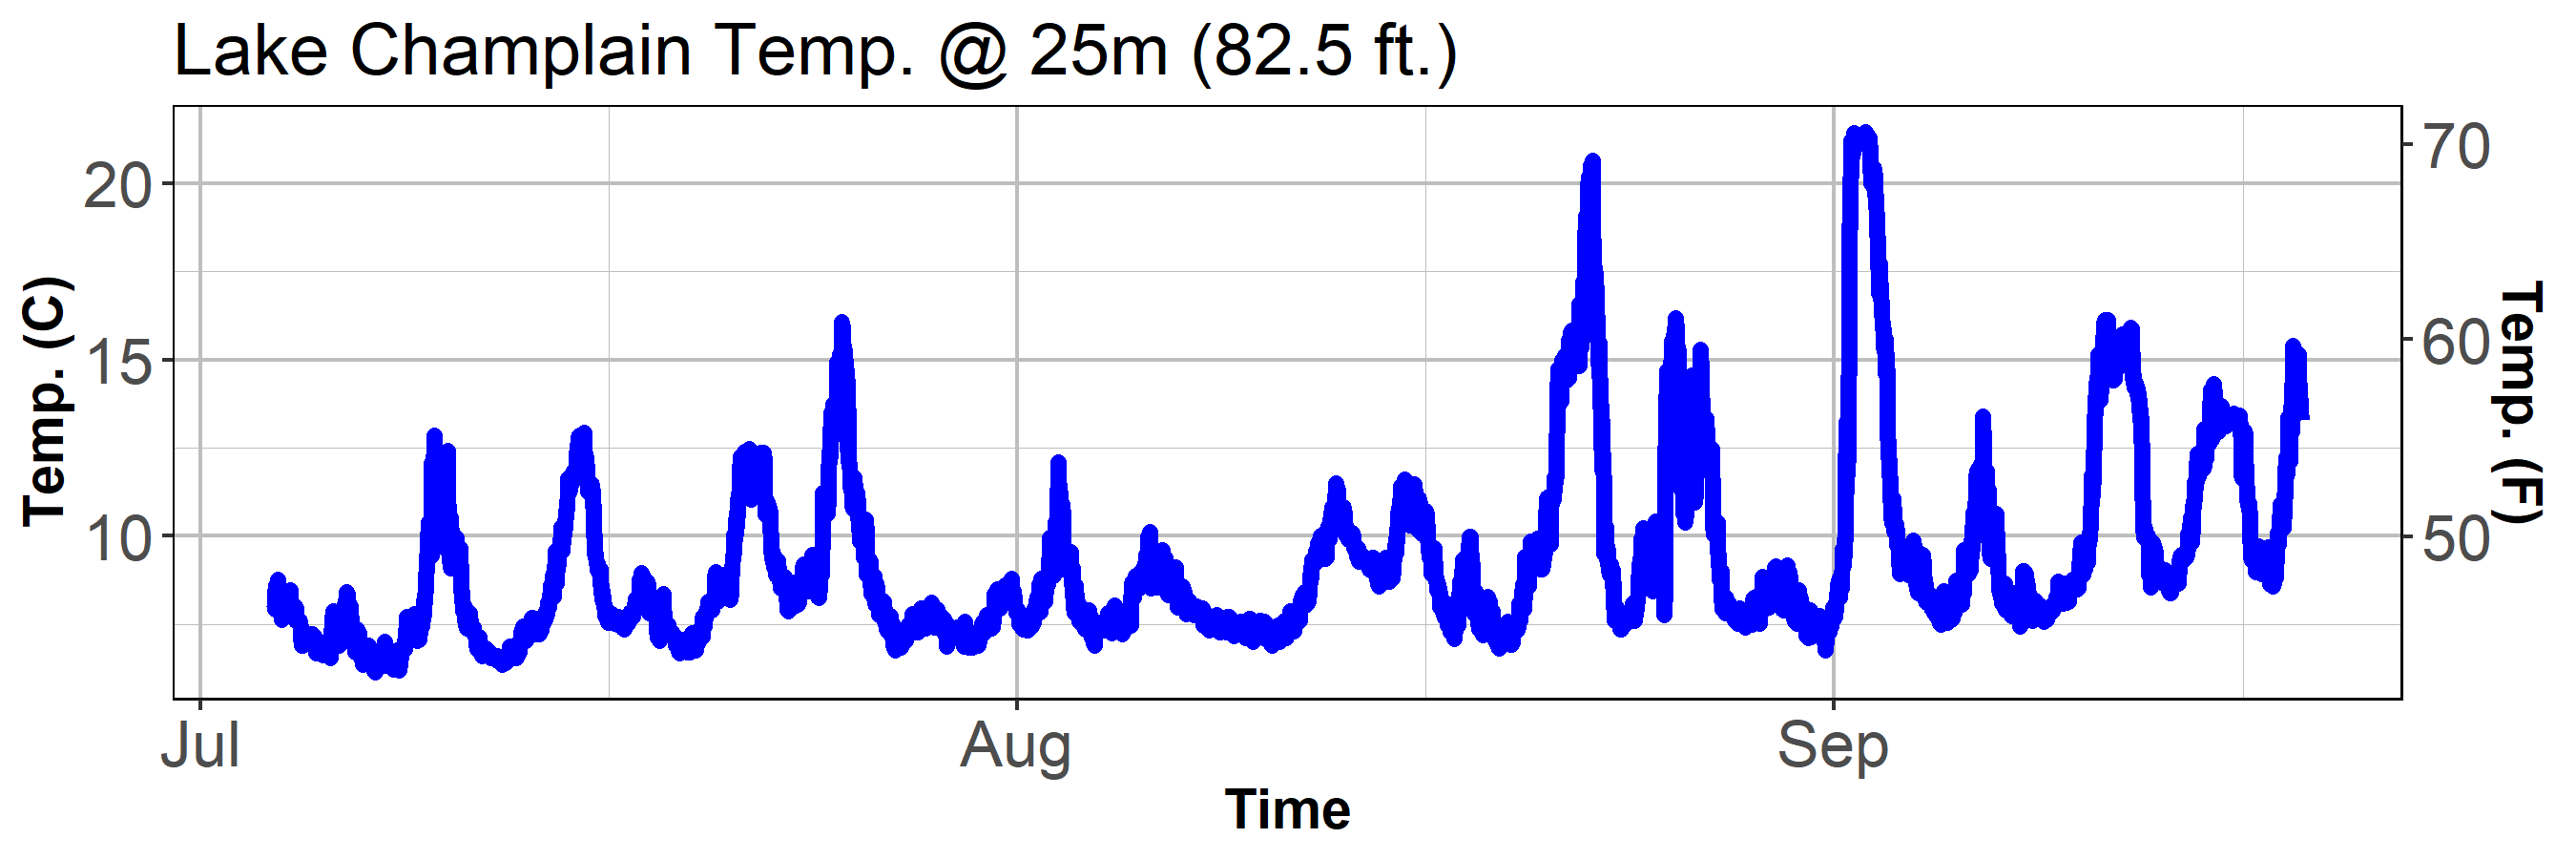 Lake Champlain Temp. @ 25m (82.5 ft.)
Temp. (C)
20
15
10
70
60
50
Temp. (F)
Jul
Aug
Sep
Time